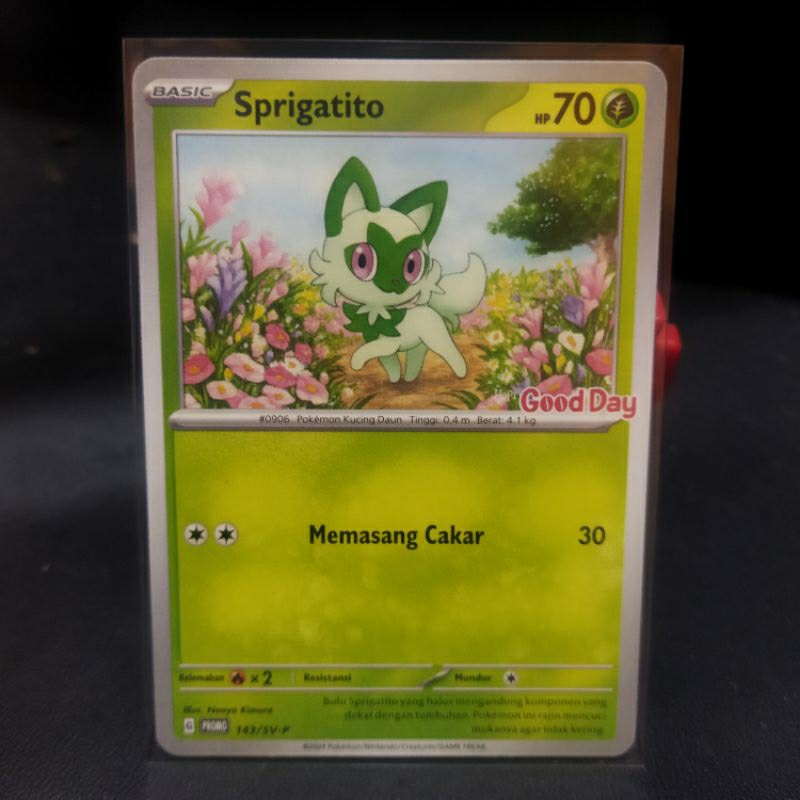 BASIC
Sprigatito
HP 70
Good Day
#0906 Pokémon Kucing Daun Tinggi: 0.4 m Berat: 4.1 kg
Memasang Cakar 30
Kelemahan × 2 Resistansi Mundur
Illus. Naoyo Kimura
Bulu Sprigatito yang halus mengandung komponen yang
dekat dengan tumbuhan. Pokémon ini rajin mencuci
mukanya agar tidak kering.
G PROMO 143/SV-P
©2024 Pokémon/Nintendo/Creatures/GAME FREAK